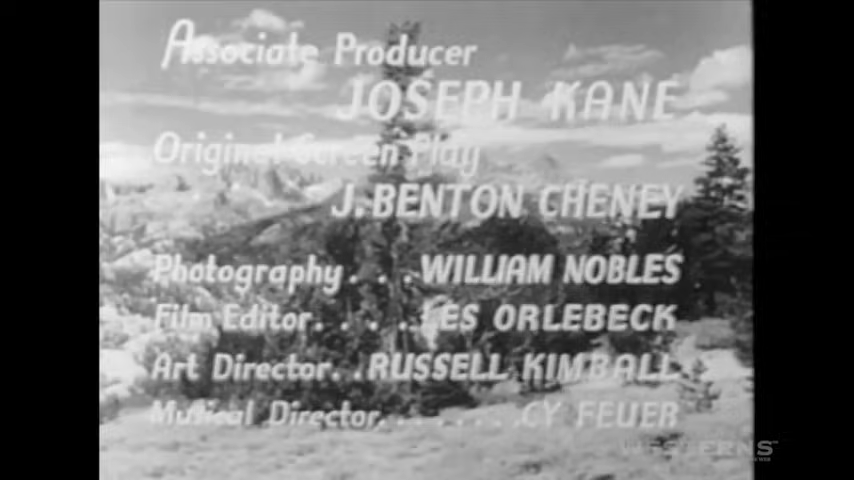 Associate Producer
JOSEPH KANE
Original Screen Play
J. BENTON CHENEY
Photography . . . WILLIAM NOBLES
Film Editor. . . . . LES ORLEBECK
Art Director. . RUSSELL KIMBALL
Musical Director. . . . . . . . CY FEUER
WESTERNS